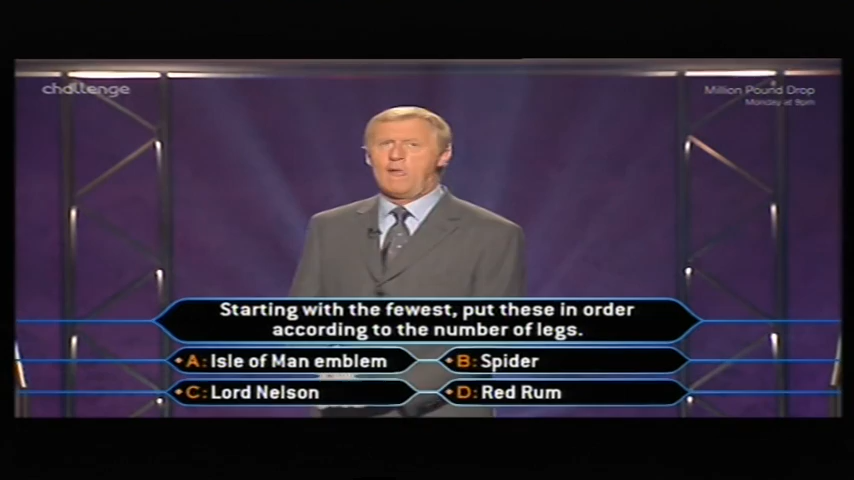 challenge
Million Pound Drop
Monday at 9pm
Starting with the fewest, put these in order
according to the number of legs.
A: Isle of Man emblem
B: Spider
C: Lord Nelson
D: Red Rum